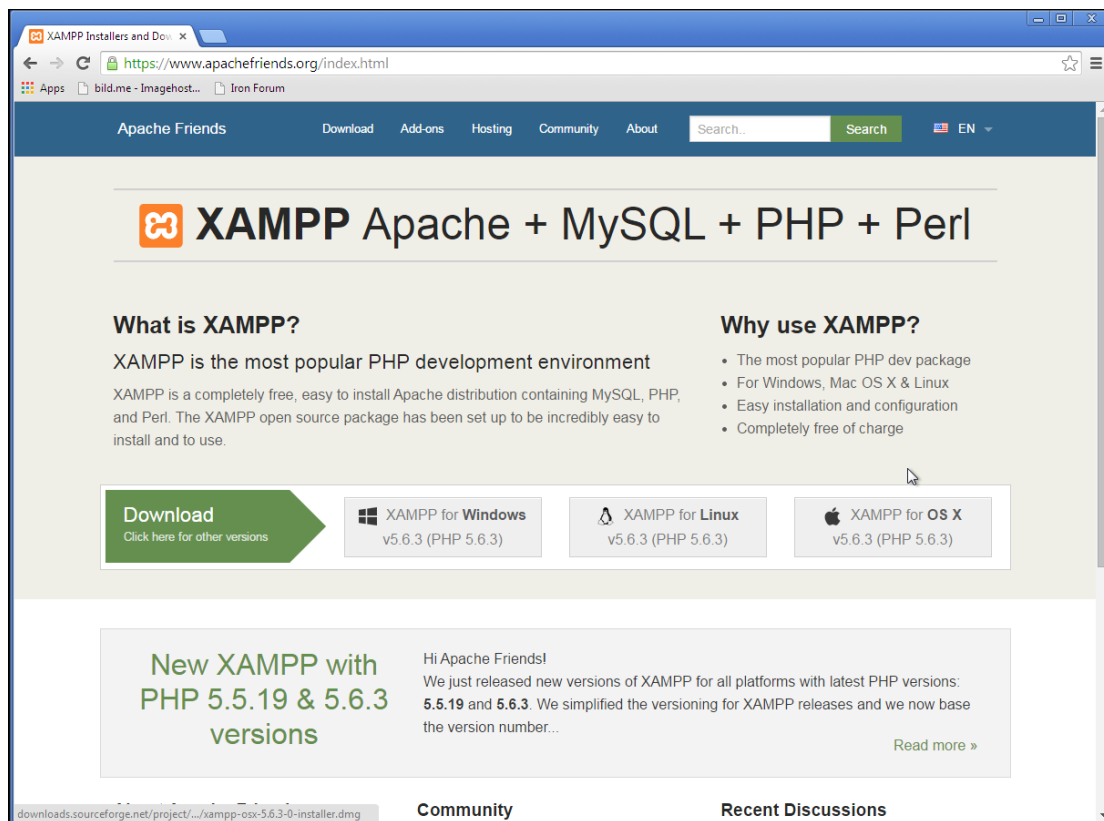 XAMPP Installers and Dow
https://www.apachefriends.org/index.html
Apps bild.me - Imagehost... Iron Forum
Apache Friends Download Add-ons Hosting Community About Search.. Search EN
XAMPP Apache + MySQL + PHP + Perl
What is XAMPP?
XAMPP is the most popular PHP development environment
XAMPP is a completely free, easy to install Apache distribution containing MySQL, PHP,
and Perl. The XAMPP open source package has been set up to be incredibly easy to
install and to use.
Why use XAMPP?
• The most popular PHP dev package
• For Windows, Mac OS X & Linux
• Easy installation and configuration
• Completely free of charge
Download
Click here for other versions
XAMPP for Windows
v5.6.3 (PHP 5.6.3)
XAMPP for Linux
v5.6.3 (PHP 5.6.3)
XAMPP for OS X
v5.6.3 (PHP 5.6.3)
New XAMPP with
PHP 5.5.19 & 5.6.3
versions
Hi Apache Friends!
We just released new versions of XAMPP for all platforms with latest PHP versions:
5.5.19 and 5.6.3. We simplified the versioning for XAMPP releases and we now base
the version number...
Read more »
Community
Recent Discussions
downloads.sourceforge.net/project/.../xampp-osx-5.6.3-0-installer.dmg